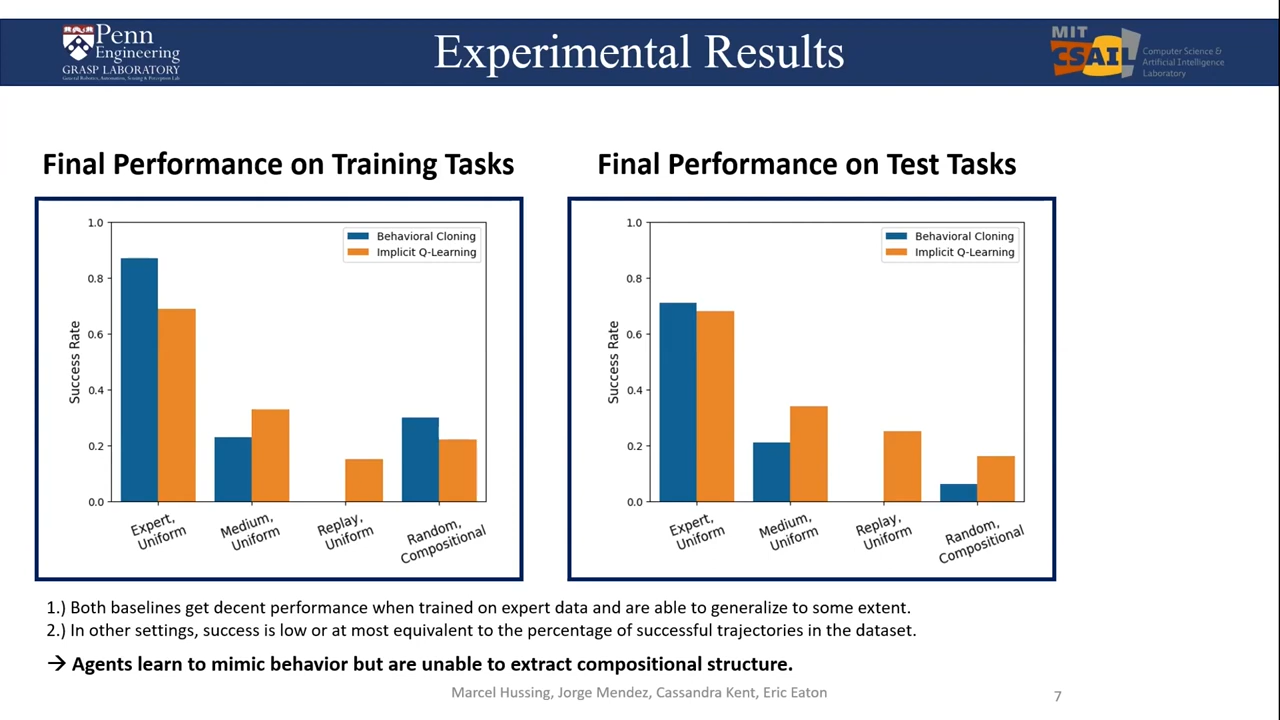 Penn
Engineering
GRASP LABORATORY
General Robotics, Automation, Sensing & Perception Lab
Experimental Results
MIT
CSAIL
Computer Science &
Artificial Intelligence
Laboratory
Final Performance on Training Tasks
Behavioral Cloning
Implicit Q-Learning
Success Rate
1.0
0.8
0.6
0.4
0.2
0.0
Expert,
Uniform
Medium,
Uniform
Replay,
Uniform
Random,
Compositional
Final Performance on Test Tasks
Behavioral Cloning
Implicit Q-Learning
Success Rate
1.0
0.8
0.6
0.4
0.2
0.0
Expert,
Uniform
Medium,
Uniform
Replay,
Uniform
Random,
Compositional
1.) Both baselines get decent performance when trained on expert data and are able to generalize to some extent.
2.) In other settings, success is low or at most equivalent to the percentage of successful trajectories in the dataset.
→ Agents learn to mimic behavior but are unable to extract compositional structure.
Marcel Hussing, Jorge Mendez, Cassandra Kent, Eric Eaton
7